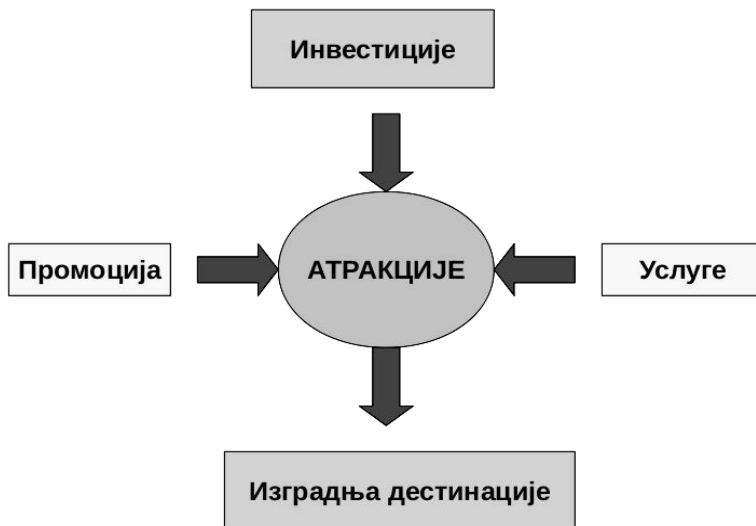 Инвестиције
Промоција
АТРАКЦИЈЕ
Услуге
Изградња дестинације